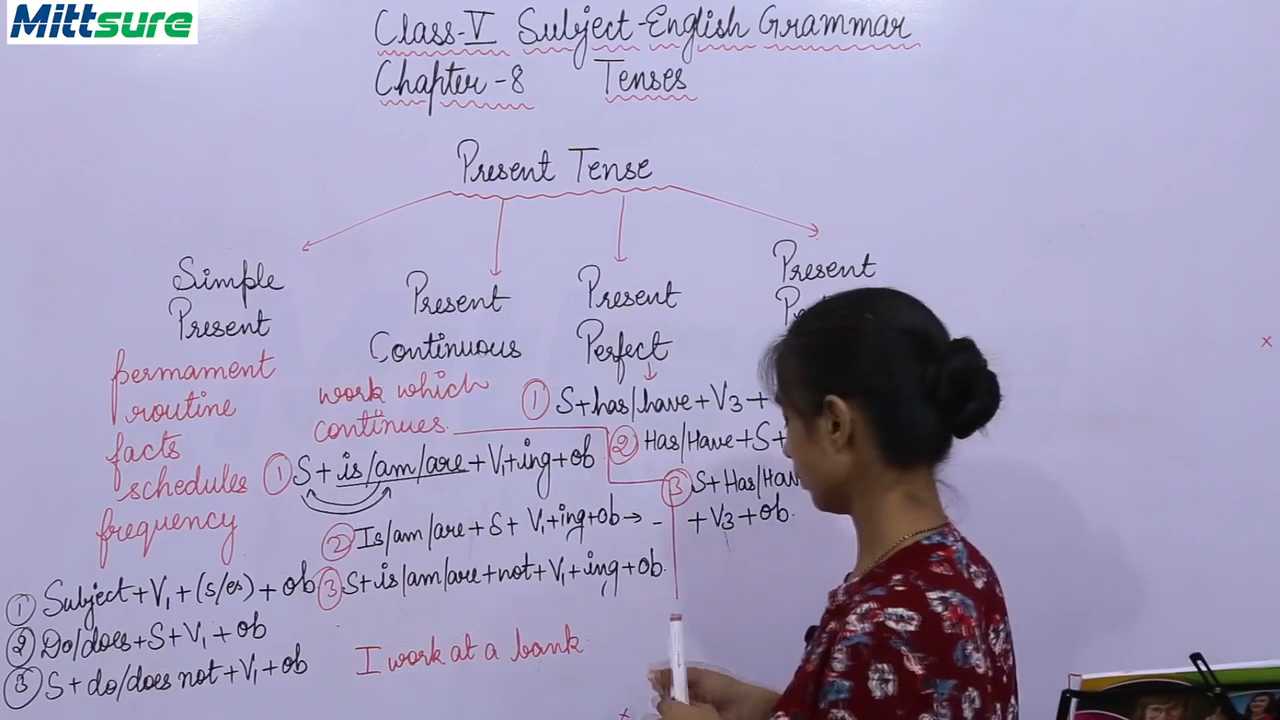 Mittsure
Class-V Subject-English Grammar
Chapter-8 Tenses
Present Tense
Simple
Present
permament
routine
facts
schedules
frequency
① Subject+V₁+(s/es)+ob
② Do/does+S+V₁+ob
③ S+do/does not+V₁+ob
Present
Continuous
work which
continues.
① S+is/am/are+V₁+ing+ob
② Is/am/are+S+V₁+ing+ob→ -
③ S+is/am/are+not+V₁+ing+ob.
I work at a bank.
Present
Perfect
① S+has/have+V₃+
② Has/Have+S+
③ S+Has/Hav
+V₃+ob.
Present